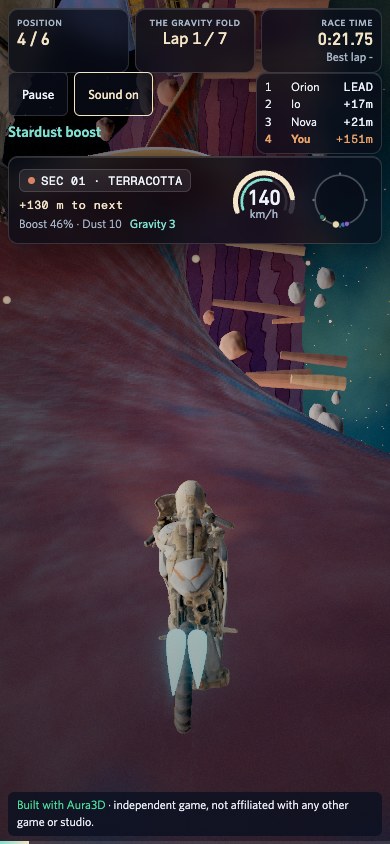 POSITION
4 / 6
THE GRAVITY FOLD
Lap 1 / 7
RACE TIME
0:21.75
Best lap -
Pause
Sound on
1 Orion LEAD
2 Io +17m
3 Nova +21m
4 You +151m
Stardust boost
SEC 01 · TERRACOTTA
+130 m to next
Boost 46% · Dust 10 Gravity 3
140
km/h
Built with Aura3D · independent game, not affiliated with any other
game or studio.